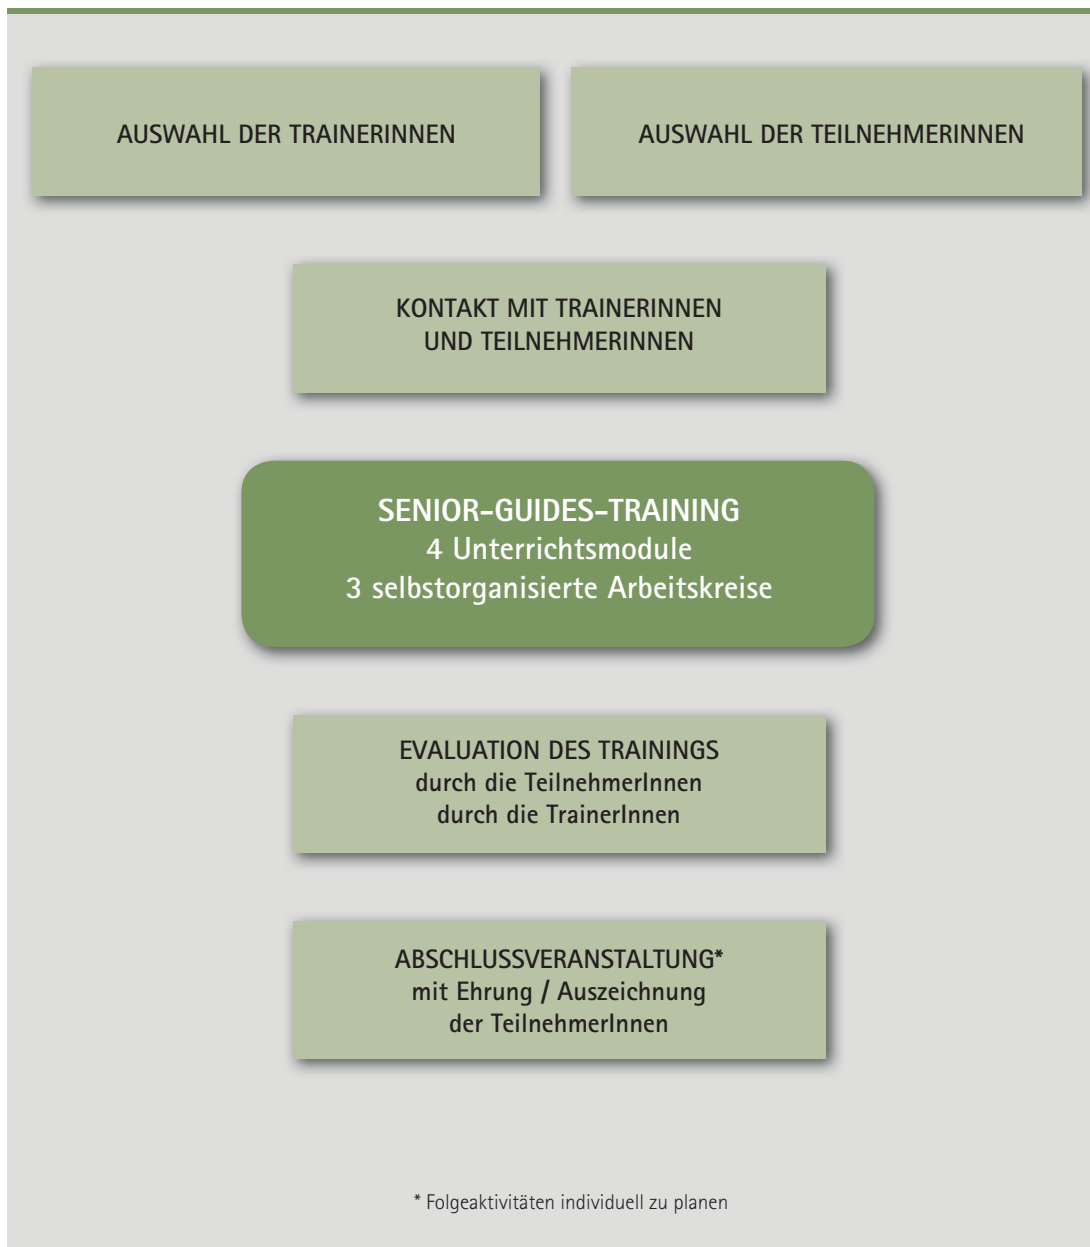 AUSWAHL DER TRAINERINNEN
AUSWAHL DER TEILNEHMERINNEN
KONTAKT MIT TRAINERINNEN
UND TEILNEHMERINNEN
SENIOR-GUIDES-TRAINING
4 Unterrichtsmodule
3 selbstorganisierte Arbeitskreise
EVALUATION DES TRAININGS
durch die TeilnehmerInnen
durch die TrainerInnen
ABSCHLUSSVERANSTALTUNG*
mit Ehrung / Auszeichnung
der TeilnehmerInnen
* Folgeaktivitäten individuell zu planen